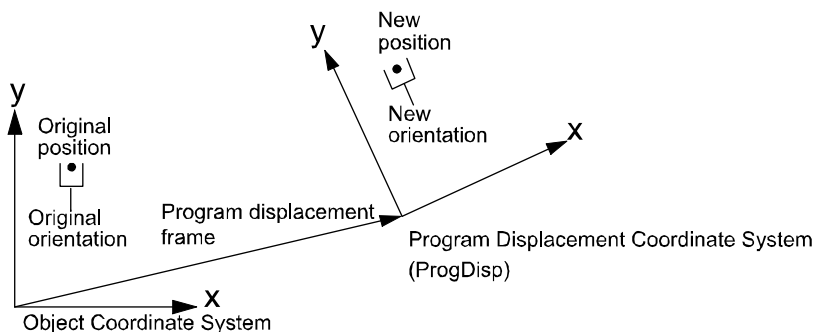 y
Original
position
Original
orientation
x
Object Coordinate System
Program displacement
frame
y
New
position
New
orientation
x
Program Displacement Coordinate System
(ProgDisp)